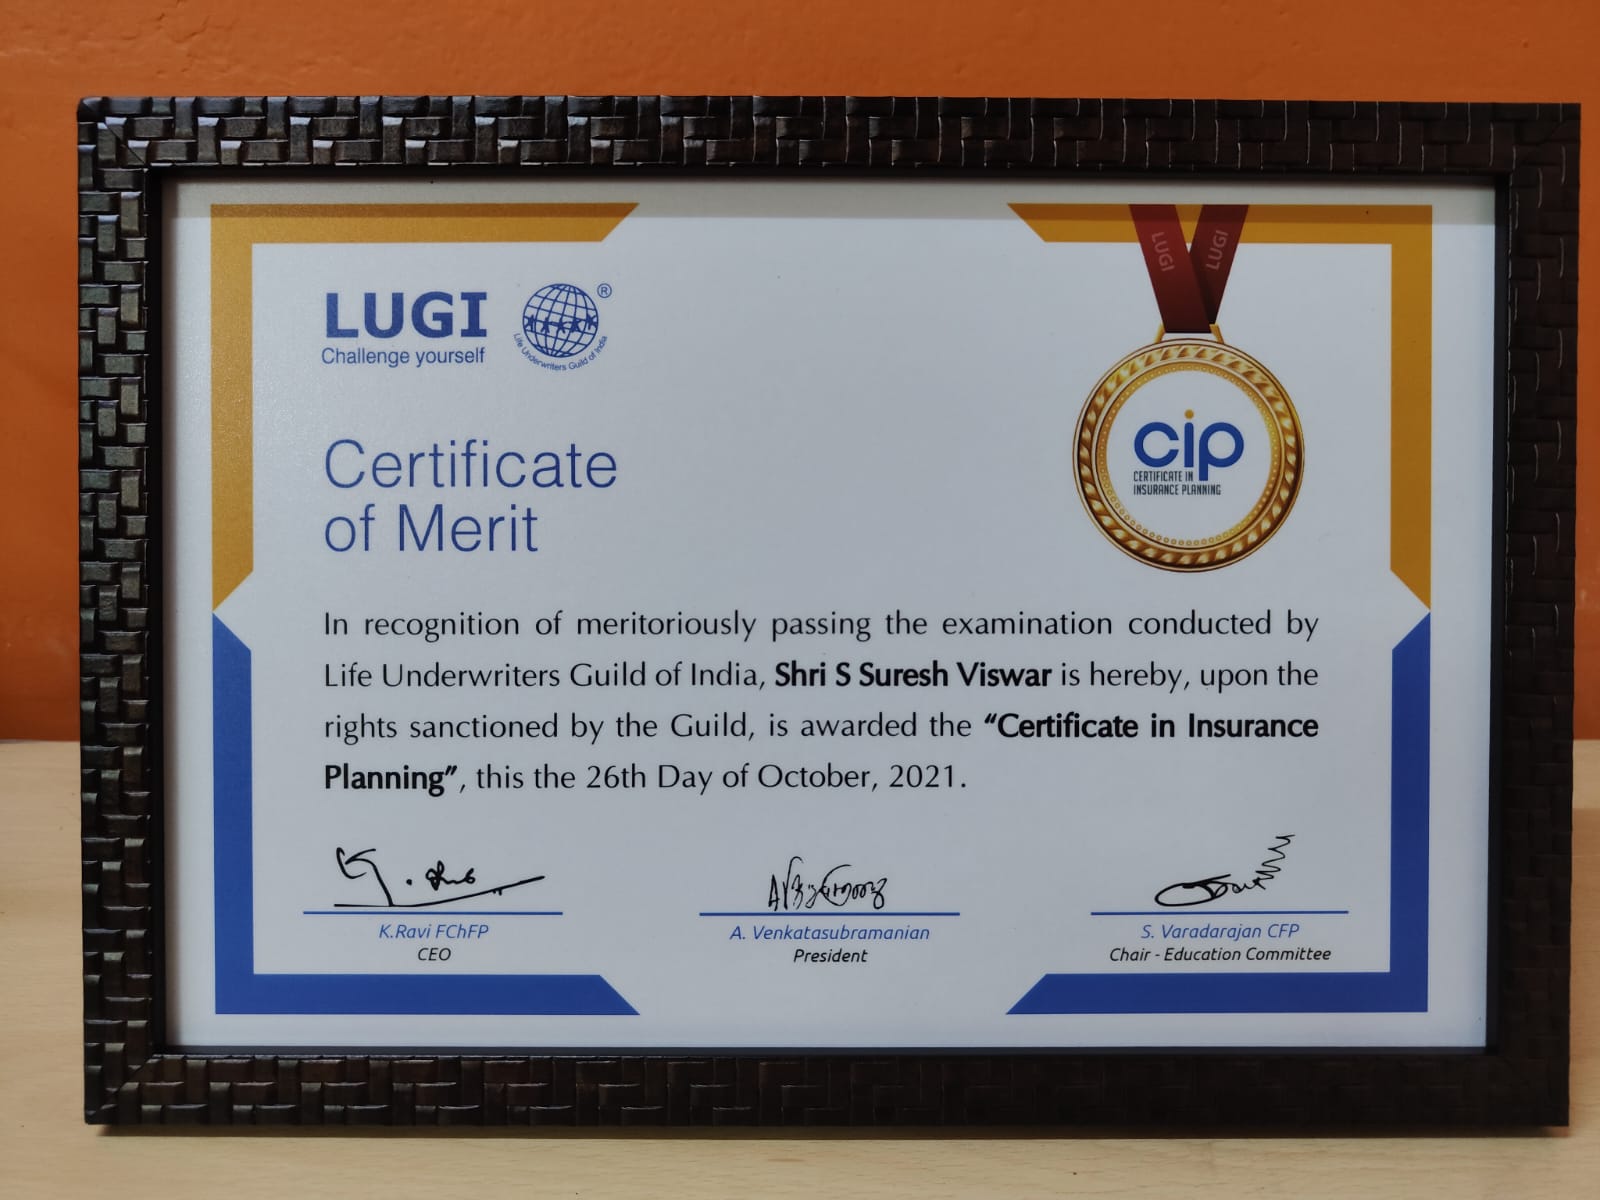 LUGI
Challenge yourself
®
Life Underwriters Guild of India
LUGI LUGI
cip
CERTIFICATE IN
INSURANCE PLANNING
Certificate
of Merit
In recognition of meritoriously passing the examination conducted by
Life Underwriters Guild of India, Shri S Suresh Viswar is hereby, upon the
rights sanctioned by the Guild, is awarded the “Certificate in Insurance
Planning”, this the 26th Day of October, 2021.
K.Ravi FChFP
CEO
A. Venkatasubramanian
President
S. Varadarajan CFP
Chair - Education Committee